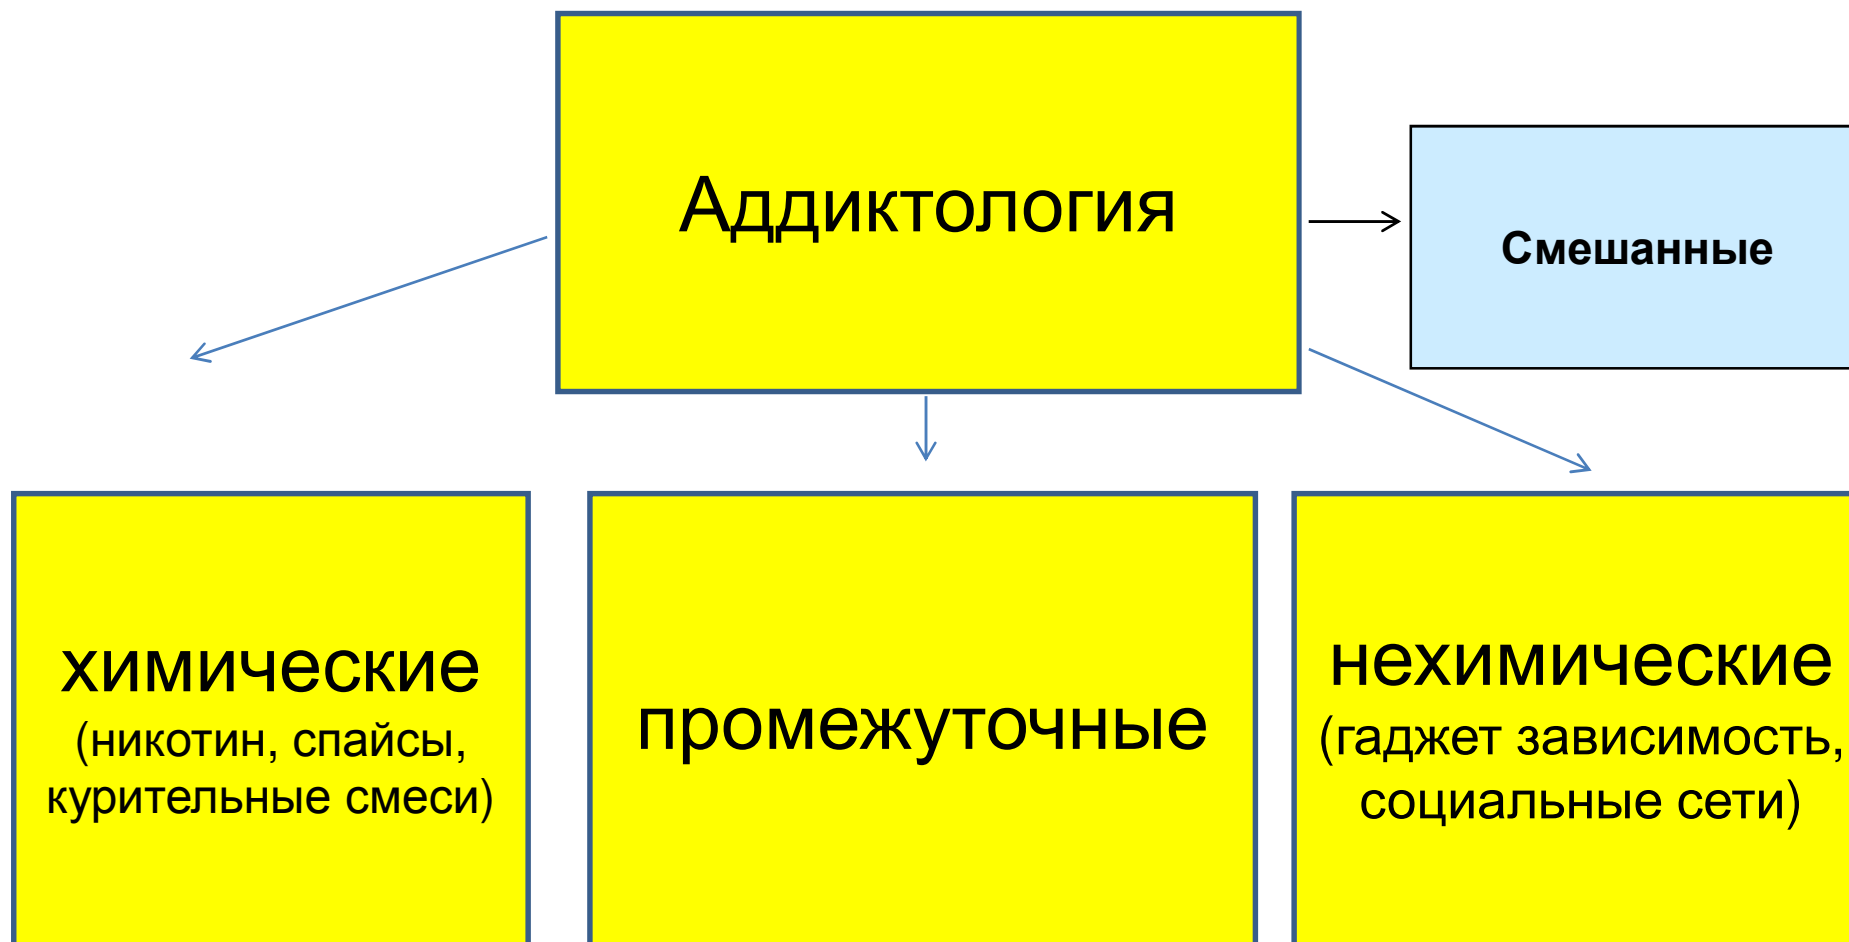 Аддиктология
Смешанные
химические
(никотин, спайсы,
курительные смеси)
промежуточные
нехимические
(гаджет зависимость,
социальные сети)